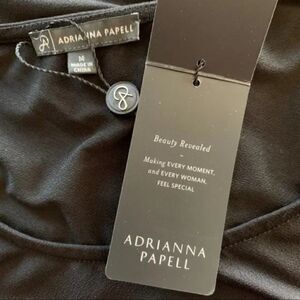 ADRIANNA PAPELL
M
MADE IN
CHINA
Beauty Revealed
-
Making EVERY MOMENT,
and EVERY WOMAN,
FEEL SPECIAL
ADRIANNA
PAPELL